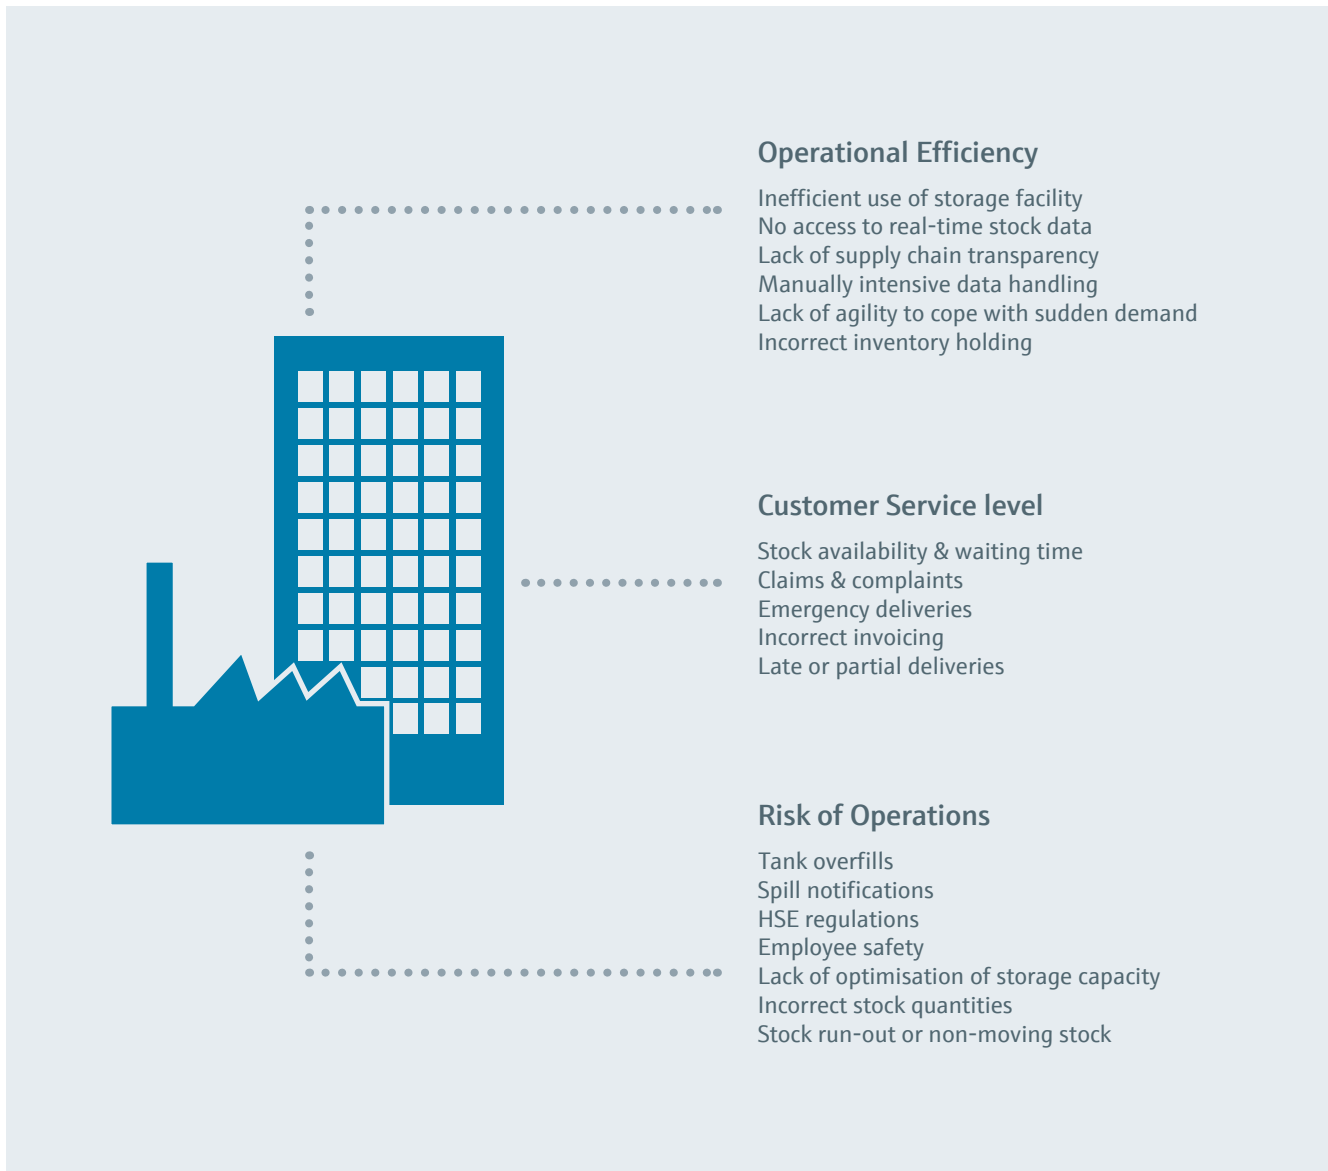 Operational Efficiency
Inefficient use of storage facility
No access to real-time stock data
Lack of supply chain transparency
Manually intensive data handling
Lack of agility to cope with sudden demand
Incorrect inventory holding
Customer Service level
Stock availability & waiting time
Claims & complaints
Emergency deliveries
Incorrect invoicing
Late or partial deliveries
Risk of Operations
Tank overfills
Spill notifications
HSE regulations
Employee safety
Lack of optimisation of storage capacity
Incorrect stock quantities
Stock run-out or non-moving stock